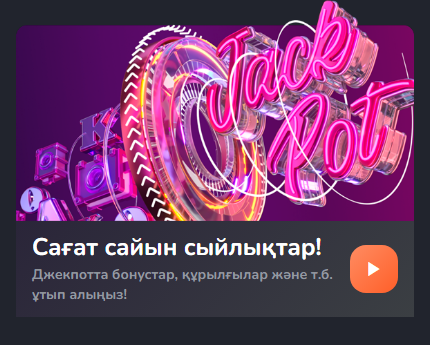 Jack
Pot
Сағат сайын сыйлықтар!
Джекпотта бонустар, құрылғылар және т.б.
ұтып алыңыз!